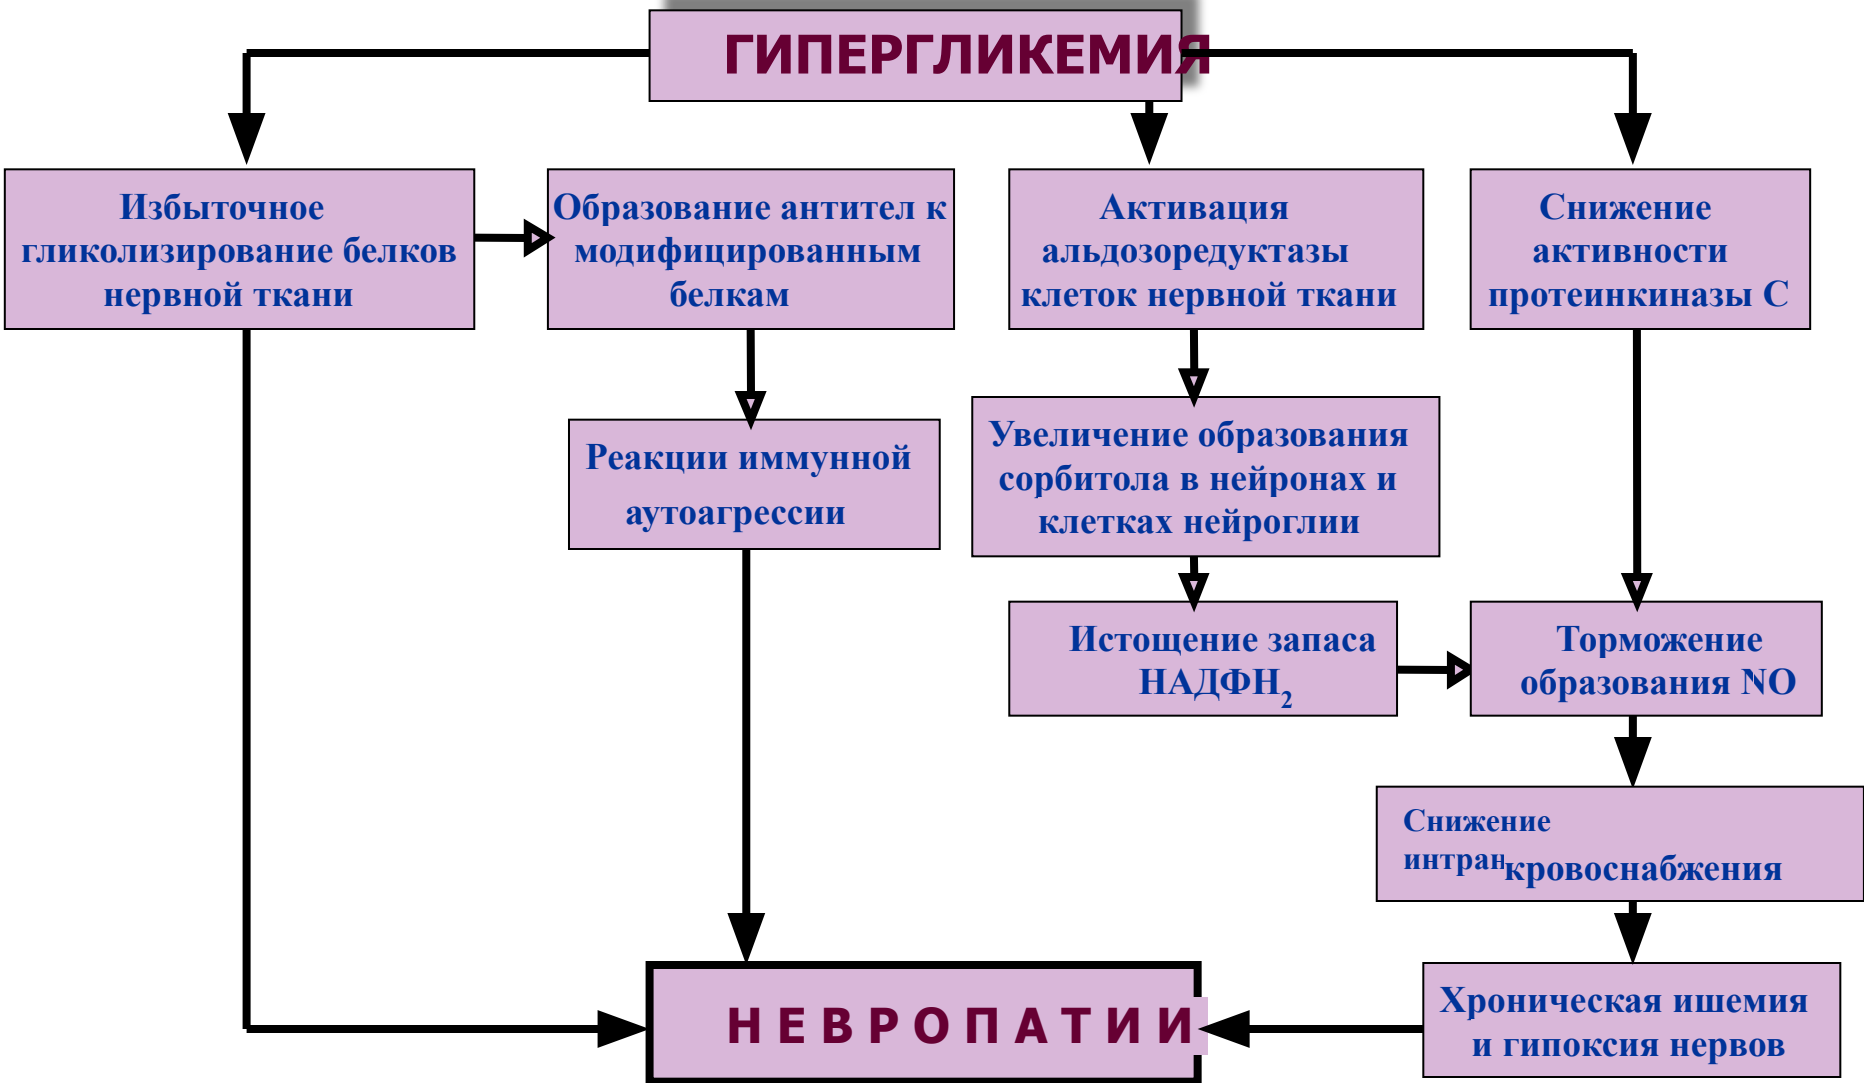 ГИПЕРГЛИКЕМИЯ
Избыточное
гликолизирование белков
нервной ткани
Образование антител к
модифицированным
белкам
Активация
альдозоредуктазы
клеток нервной ткани
Снижение
активности
протеинкиназы С
Реакции иммунной
аутоагрессии
Увеличение образования
сорбитола в нейронах и
клетках нейроглии
Истощение запаса
НАДФН₂
Торможение
образования NO
Снижение
интран
кровоснабжения
Хроническая ишемия
и гипоксия нервов
Н Е В Р О П А Т И И